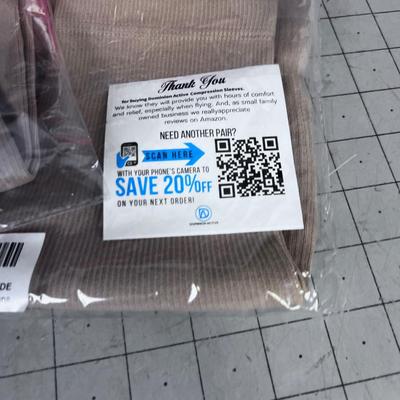 Thank You
for Buying Dominion Active Compression Sleeves.
We know they will provide you with hours of comfort
and relief, especially when flying. And, as small family
owned business we reallyappreciate
reviews on Amazon.
NEED ANOTHER PAIR?
SCAN HERE
WITH YOUR PHONE'S CAMERA TO
SAVE 20%OFF
ON YOUR NEXT ORDER!
DOMINION ACTIVE
DE